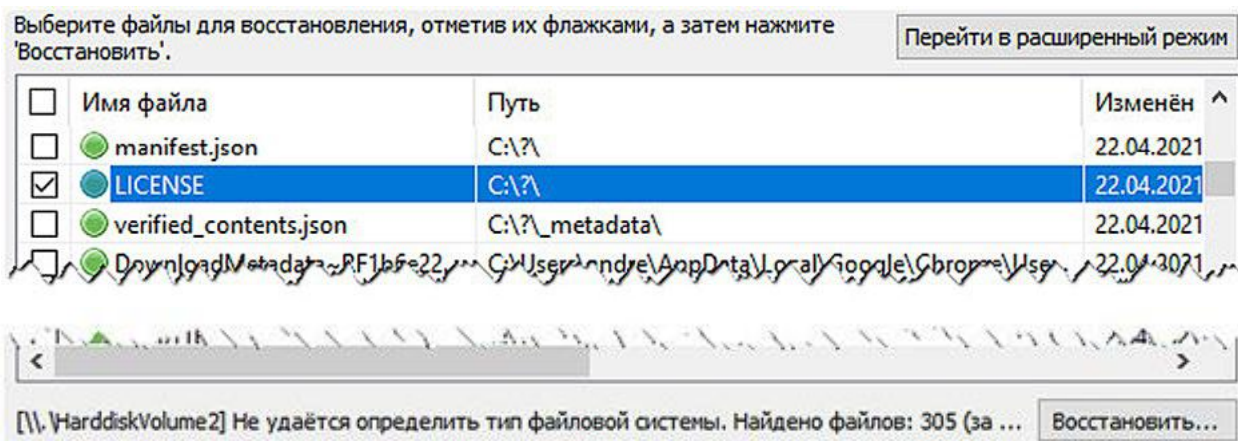 Выберите файлы для восстановления, отметив их флажками, а затем нажмите
'Восстановить'.
Перейти в расширенный режим
Имя файла Путь Изменён
manifest.json C:\?\ 22.04.2021
LICENSE C:\?\ 22.04.2021
verified_contents.json C:\?\_metadata\ 22.04.2021
[\\.\HarddiskVolume2] Не удаётся определить тип файловой системы. Найдено файлов: 305 (за ...
Восстановить...